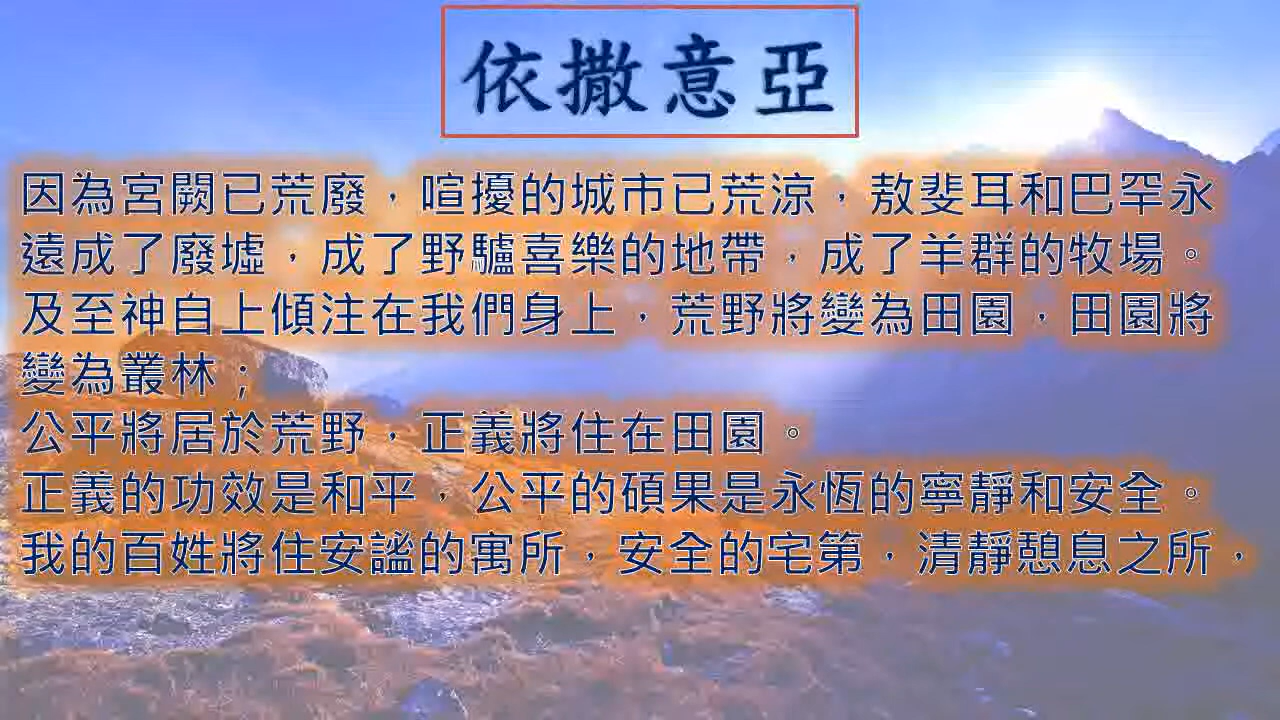 依撒意亞
因為宮闕已荒廢，喧擾的城市已荒涼，敖斐耳和巴罕永
遠成了廢墟，成了野驢喜樂的地帶，成了羊群的牧場。
及至神自上傾注在我們身上，荒野將變為田園，田園將
變為叢林；
公平將居於荒野，正義將住在田園。
正義的功效是和平，公平的碩果是永恆的寧靜和安全。
我的百姓將住安謐的寓所，安全的宅第，清靜憩息之所，